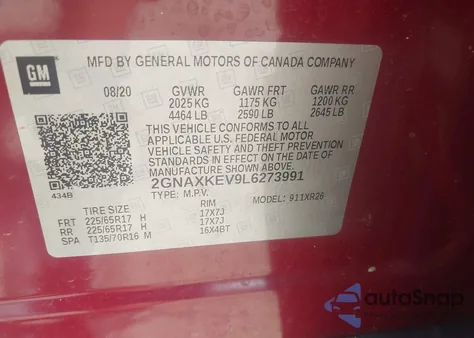 GM
MFD BY GENERAL MOTORS OF CANADA COMPANY
08/20 GVWR GAWR FRT GAWR RR
2025 KG 1175 KG 1200 KG
4464 LB 2590 LB 2645 LB
THIS VEHICLE CONFORMS TO ALL
APPLICABLE U.S. FEDERAL MOTOR
VEHICLE SAFETY AND THEFT
PREVENTION STANDARDS IN EFFECT ON
THE DATE OF MANUFACTURE SHOWN ABOVE.
2GNAXKEV9L6273991
434B TYPE: M.P.V. MODEL: 911XR26
TIRE SIZE RIM
FRT 225/65R17 H 17X7J
RR 225/65R17 H 17X7J
SPA T135/70R16 M 16X4BT
autoSnap